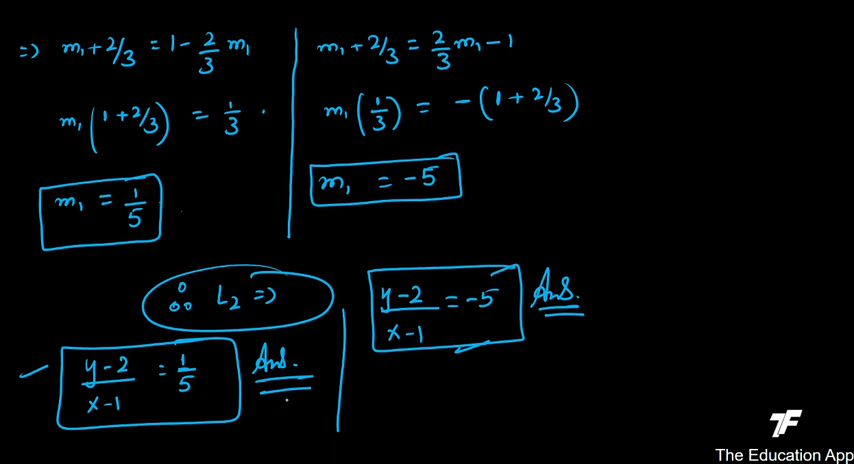 => m₁ + 2/3 = 1 - 2/3 m₁
m₁ (1 + 2/3) = 1/3 .
m₁ = 1/5
m₁ + 2/3 = 2/3 m₁ - 1
m₁ (1/3) = - (1 + 2/3)
m₁ = -5
∴ L₂ =>
y-2/x-1 = 1/5 Ans.
y-2/x-1 = -5 Ans.
The Education App